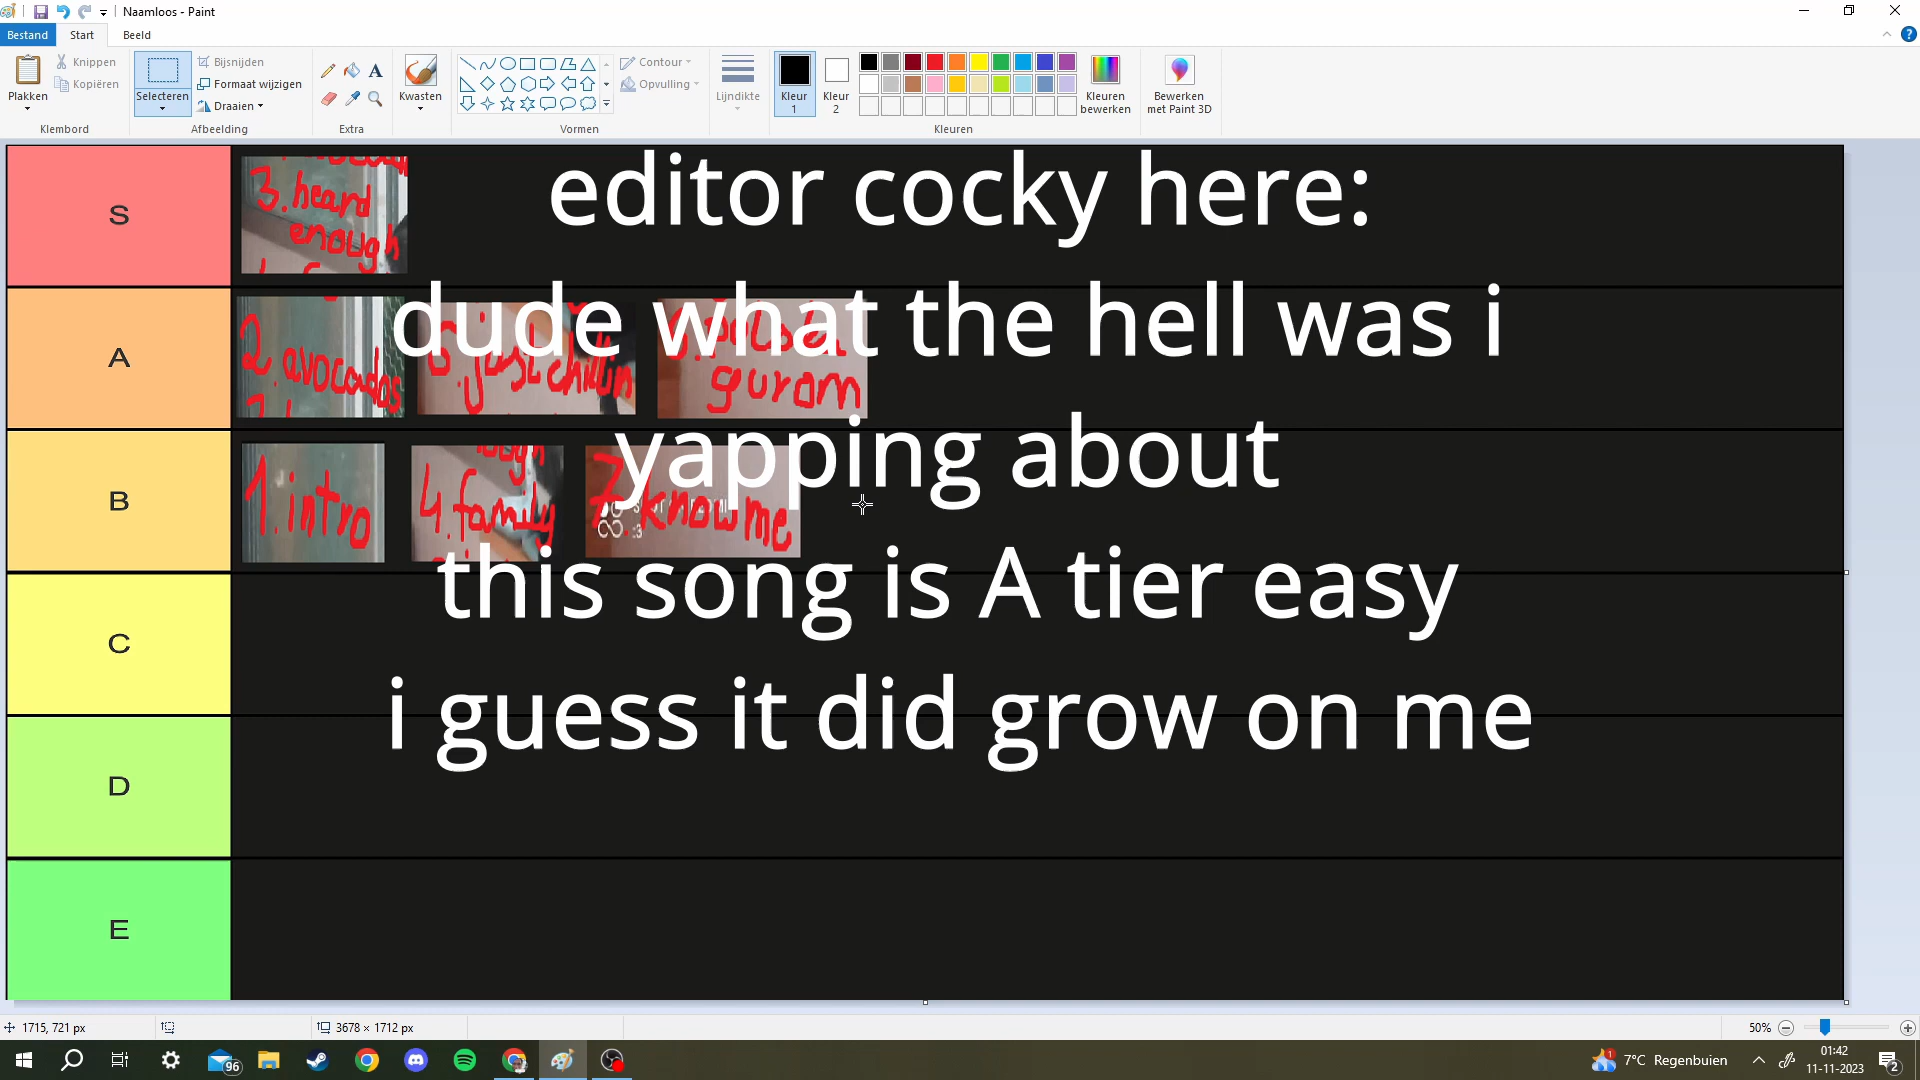 Naamloos - Paint
Bestand
Start
Beeld
Plakken
Knippen
Kopiëren
Klembord
Selecteren
Bijsnijden
Formaat wijzigen
Draaien
Afbeelding
A
Extra
Kwasten
Vormen
Contour
Opvulling
Lijndikte
Kleur
1
Kleur
2
Kleuren
bewerken
Kleuren
Bewerken
met Paint 3D
editor cocky here:
dude what the hell was i
yapping about
this song is A tier easy
i guess it did grow on me
S
3. heard
enough
A
2. avocados
just chillin
guram
B
1. intro
4. family
7. know me
C
D
E
1715, 721 px
3678 × 1712 px
50%
96
1
7°C Regenbuien
01:42
11-11-2023
2